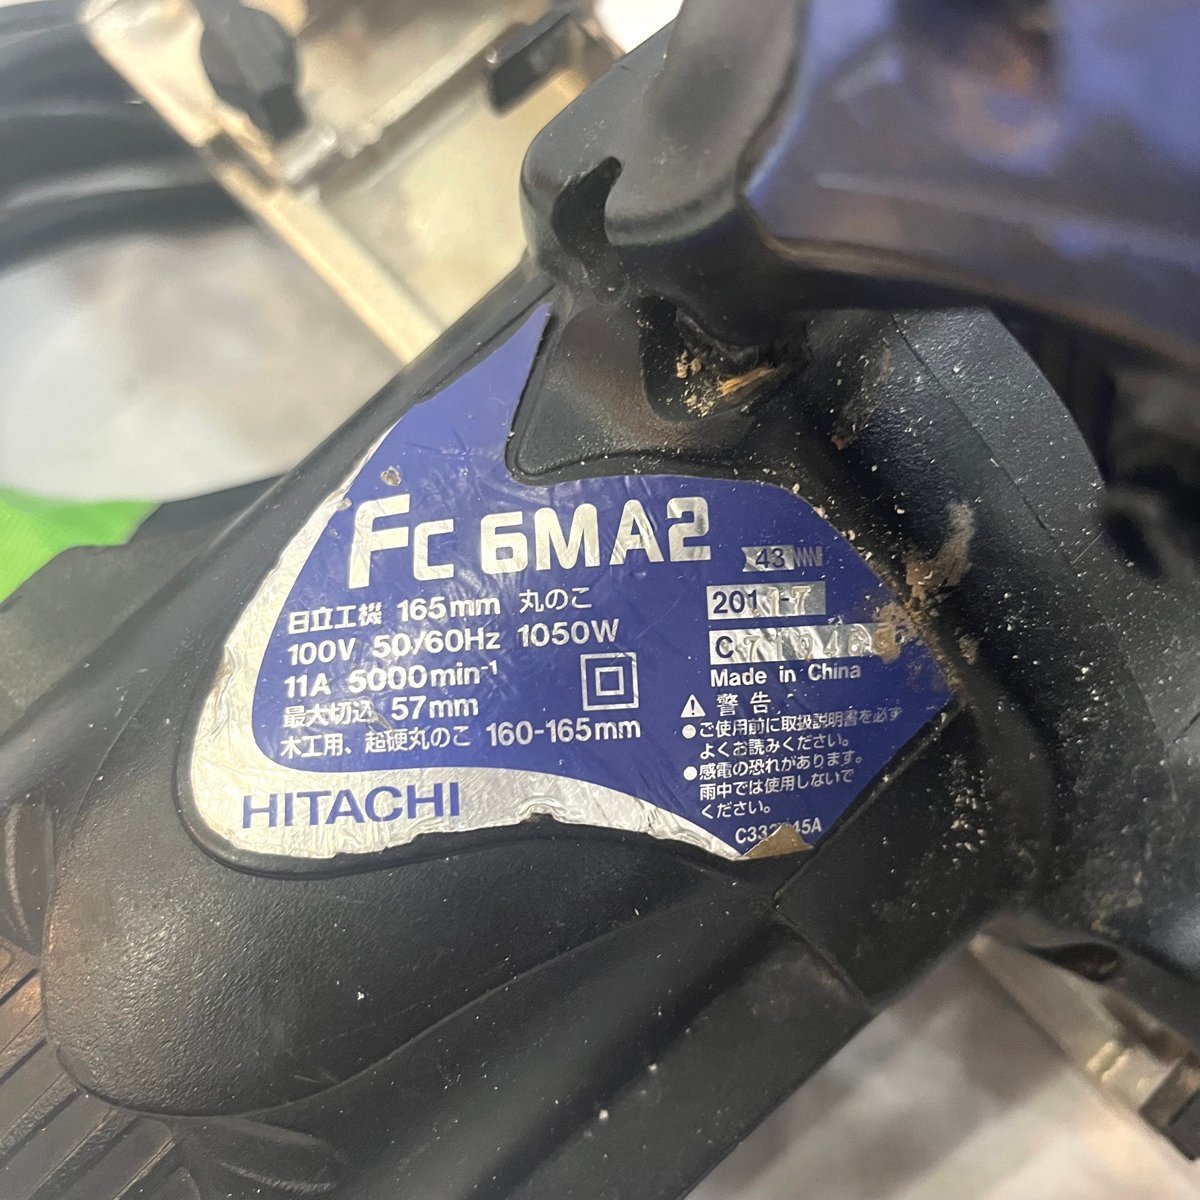 FC 6MA2
日立工機 165mm 丸のこ
100V 50/60Hz 1050W
11A 5000min-1
最大切込 57mm
木工用、超硬丸のこ 160-165mm
HITACHI
43
2011-7
Made in China
警告
●ご使用前に取扱説明書を必ず
よくお読みください。
●感電の恐れがあります。
雨中では使用しないで
ください。